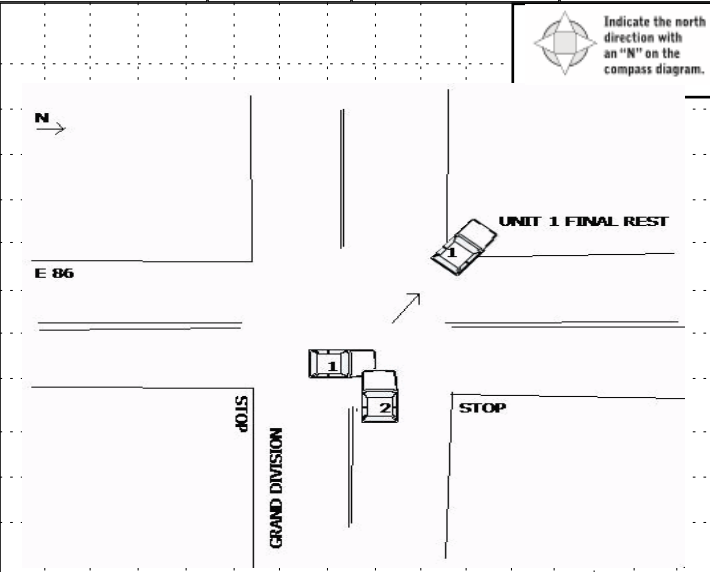 Indicate the north
direction with
an “N” on the
compass diagram.
N
UNIT 1 FINAL REST
1
E 86
1
2
STOP
STOP
GRAND DIVISION